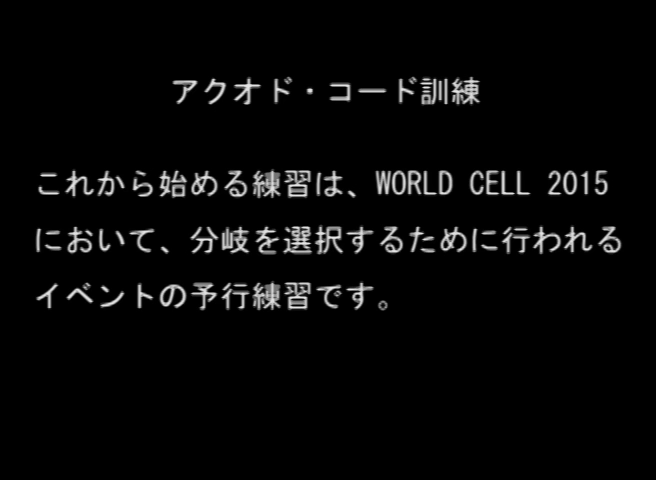 アクオド・コード訓練
これから始める練習は、WORLD CELL 2015
において、分岐を選択するために行われる
イベントの予行練習です。